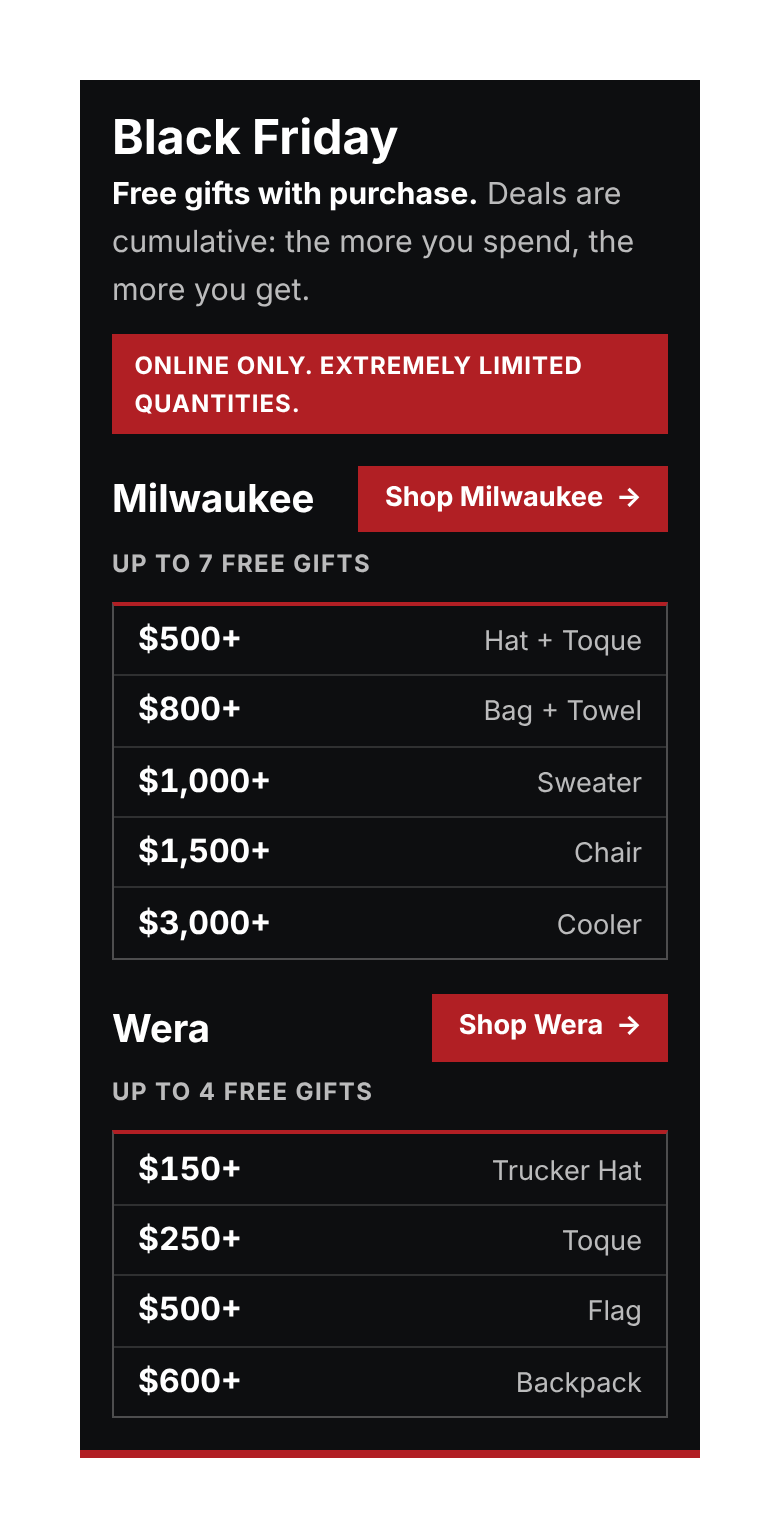 Black Friday
Free gifts with purchase. Deals are
cumulative: the more you spend, the
more you get.
ONLINE ONLY. EXTREMELY LIMITED
QUANTITIES.
Milwaukee
Shop Milwaukee →
UP TO 7 FREE GIFTS
$500+ Hat + Toque
$800+ Bag + Towel
$1,000+ Sweater
$1,500+ Chair
$3,000+ Cooler
Wera
Shop Wera →
UP TO 4 FREE GIFTS
$150+ Trucker Hat
$250+ Toque
$500+ Flag
$600+ Backpack